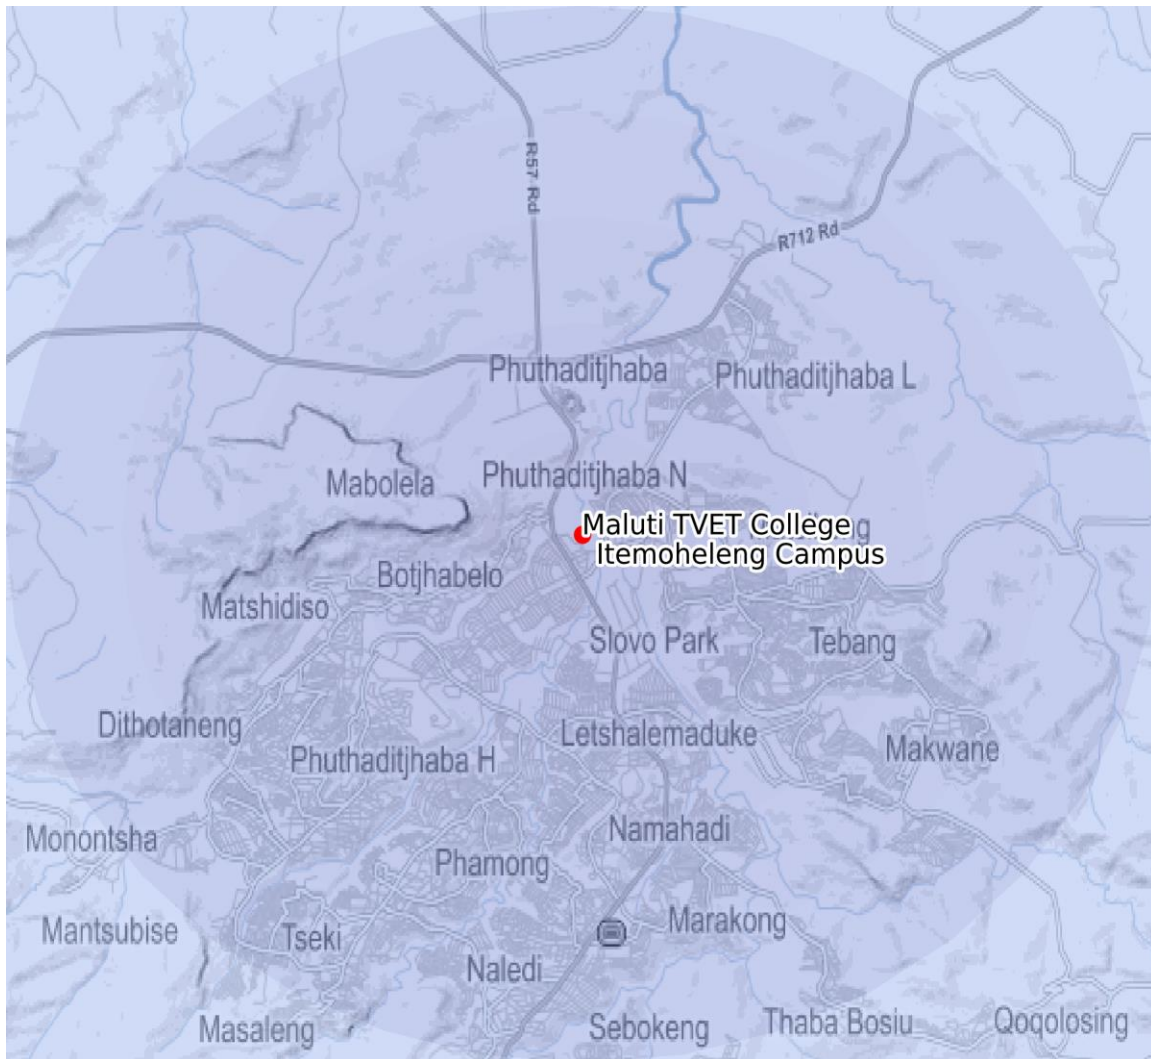 R57 Rd
R712 Rd
Phuthaditjhaba
Phuthaditjhaba L
Mabolela
Phuthaditjhaba N
Maluti TVET College
Itemoheleng Campus
Botjhabelo
Matshidiso
Slovo Park
Tebang
Dithotaneng
Letshalemaduke
Phuthaditjhaba H
Makwane
Monontsha
Namahadi
Phamong
Marakong
Mantsubise
Tseki
Naledi
Masaleng
Sebokeng
Thaba Bosiu
Qoqolosing